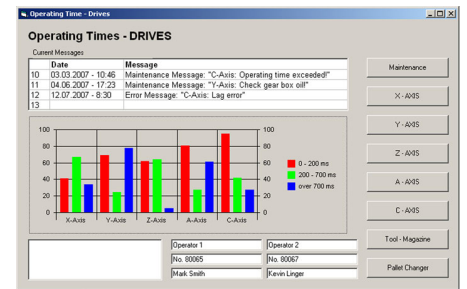 Operating Time - Drives
Operating Times - DRIVES
Current Messages
Date Message
10 03.03.2007 - 10:46 Maintenance Message: "C-Axis: Operating time exceeded!"
11 04.06.2007 - 17:23 Maintenance Message: "Y-Axis: Check gear box oil!"
12 12.07.2007 - 8:30 Error Message: "C-Axis: Lag error"
13
Maintenance
X - AXIS
Y - AXIS
Z - AXIS
A - AXIS
C - AXIS
Tool - Magazine
Pallet Changer
100 100
80 80
60 60
40 40
20 20
0 0
X-Axis Y-Axis Z-Axis A-Axis C-Axis
0 - 200 ms
200 - 700 ms
over 700 ms
Operator 1 Operator 2
No. 80065 No. 80067
Mark Smith Kevin Linger